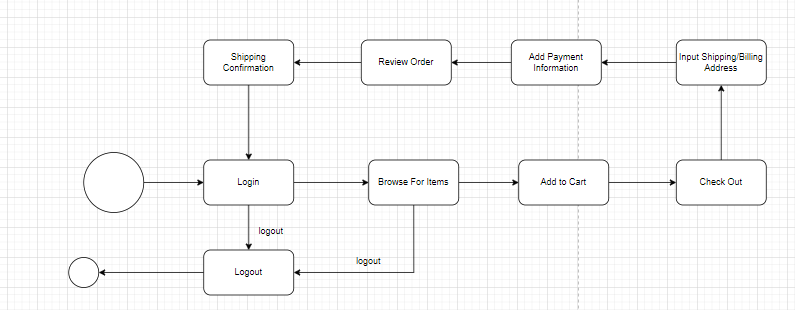 Shipping
Confirmation
Review Order
Add Payment
Information
Input Shipping/Billing
Address
Login
Browse For Items
Add to Cart
Check Out
logout
logout
Logout